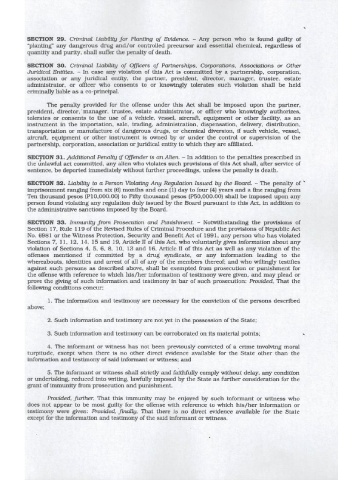 SECTION 29. Criminal Liability for Planting of Evidence. – Any person who is found guilty of
"planting" any dangerous drug and/or controlled precursor and essential chemical, regardless of
quantity and purity, shall suffer the penalty of death.
SECTION 30. Criminal Liability of Officers of Partnerships, Corporations, Associations or Other
Juridical Entities. – In case any violation of this Act is committed by a partnership, corporation,
association or any juridical entity, the partner, president, director, manager, trustee, estate
administrator, or officer who consents to or knowingly tolerates such violation shall be held
criminally liable as a co-principal.
The penalty provided for the offense under this Act shall be imposed upon the partner,
president, director, manager, trustee, estate administrator, or officer who knowingly authorizes,
tolerates or consents to the use of a vehicle, vessel, aircraft, equipment or other facility, as an
instrument in the importation, sale, trading, administration, dispensation, delivery, distribution,
transportation or manufacture of dangerous drugs, or chemical diversion, if such vehicle, vessel,
aircraft, equipment or other instrument is owned by or under the control or supervision of the
partnership, corporation, association or juridical entity to which they are affiliated.
SECTION 31. Additional Penalty if Offender is an Alien. – In addition to the penalties prescribed in
the unlawful act committed, any alien who violates such provisions of this Act shall, after service of
sentence, be deported immediately without further proceedings, unless the penalty is death.
SECTION 32. Liability to a Person Violating Any Regulation Issued by the Board. – The penalty of
imprisonment ranging from six (6) months and one (1) day to four (4) years and a fine ranging from
Ten thousand pesos (P10,000.00) to Fifty thousand pesos (P50,000.00) shall be imposed upon any
person found violating any regulation duly issued by the Board pursuant to this Act, in addition to
the administrative sanctions imposed by the Board.
SECTION 33. Immunity from Prosecution and Punishment. – Notwithstanding the provisions of
Section 17, Rule 119 of the Revised Rules of Criminal Procedure and the provisions of Republic Act
No. 6981 or the Witness Protection, Security and Benefit Act of 1991, any person who has violated
Sections 7, 11, 12, 14, 15 and 19, Article II of this Act, who voluntarily gives information about any
violation of Sections 4, 5, 6, 8, 10, 13 and 16, Article II of this Act as well as any violation of the
offenses mentioned if committed by a drug syndicate, or any information leading to the
whereabouts, identities and arrest of all or any of the members thereof; and who willingly testifies
against such persons as described above, shall be exempted from prosecution or punishment for
the offense with reference to which his/her information of testimony were given, and may plead or
prove the giving of such information and testimony in bar of such prosecution: Provided, That the
following conditions concur:
1. The information and testimony are necessary for the conviction of the persons described
above;
2. Such information and testimony are not yet in the possession of the State;
3. Such information and testimony can be corroborated on its material points;
4. The informant or witness has not been previously convicted of a crime involving moral
turpitude, except when there is no other direct evidence available for the State other than the
information and testimony of said informant or witness; and
5. The informant or witness shall strictly and faithfully comply without delay, any condition
or undertaking, reduced into writing, lawfully imposed by the State as further consideration for the
grant of immunity from prosecution and punishment.
Provided, further, That this immunity may be enjoyed by such informant or witness who
does not appear to be most guilty for the offense with reference to which his/her information or
testimony were given: Provided, finally, That there is no direct evidence available for the State
except for the information and testimony of the said informant or witness.